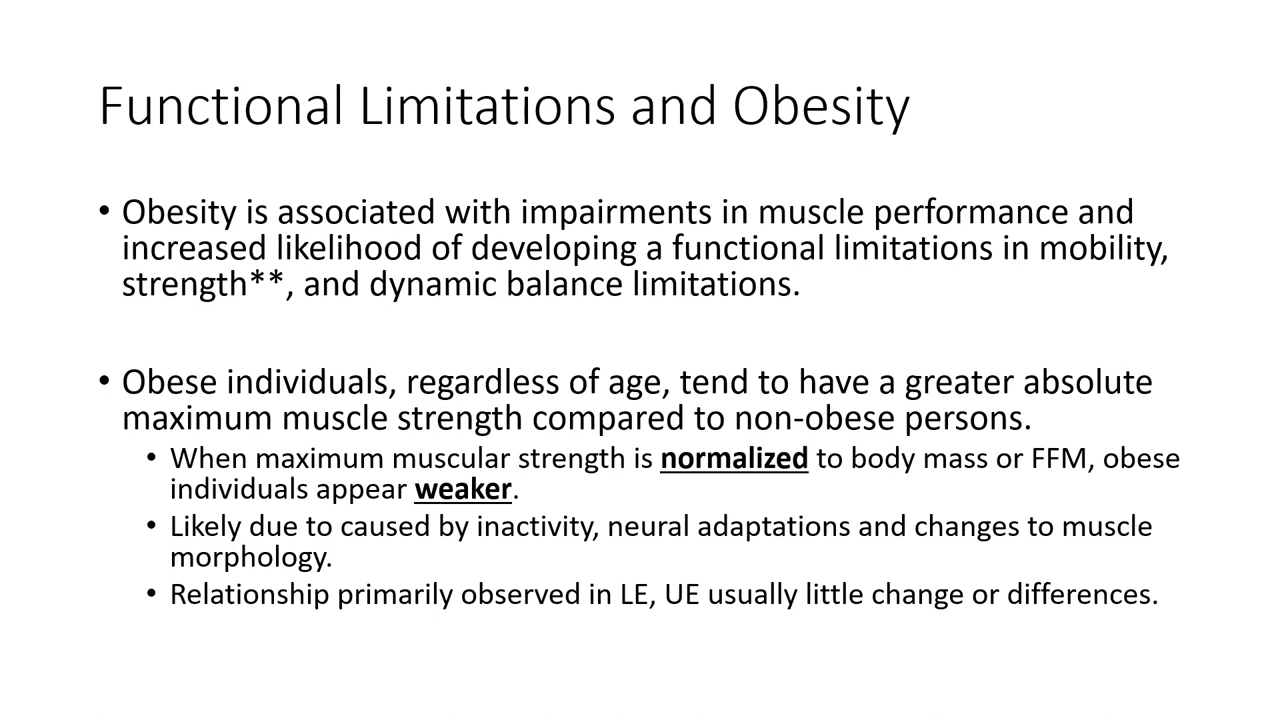 Functional Limitations and Obesity
• Obesity is associated with impairments in muscle performance and
increased likelihood of developing a functional limitations in mobility,
strength**, and dynamic balance limitations.
• Obese individuals, regardless of age, tend to have a greater absolute
maximum muscle strength compared to non-obese persons.
• When maximum muscular strength is normalized to body mass or FFM, obese
individuals appear weaker.
• Likely due to caused by inactivity, neural adaptations and changes to muscle
morphology.
• Relationship primarily observed in LE, UE usually little change or differences.